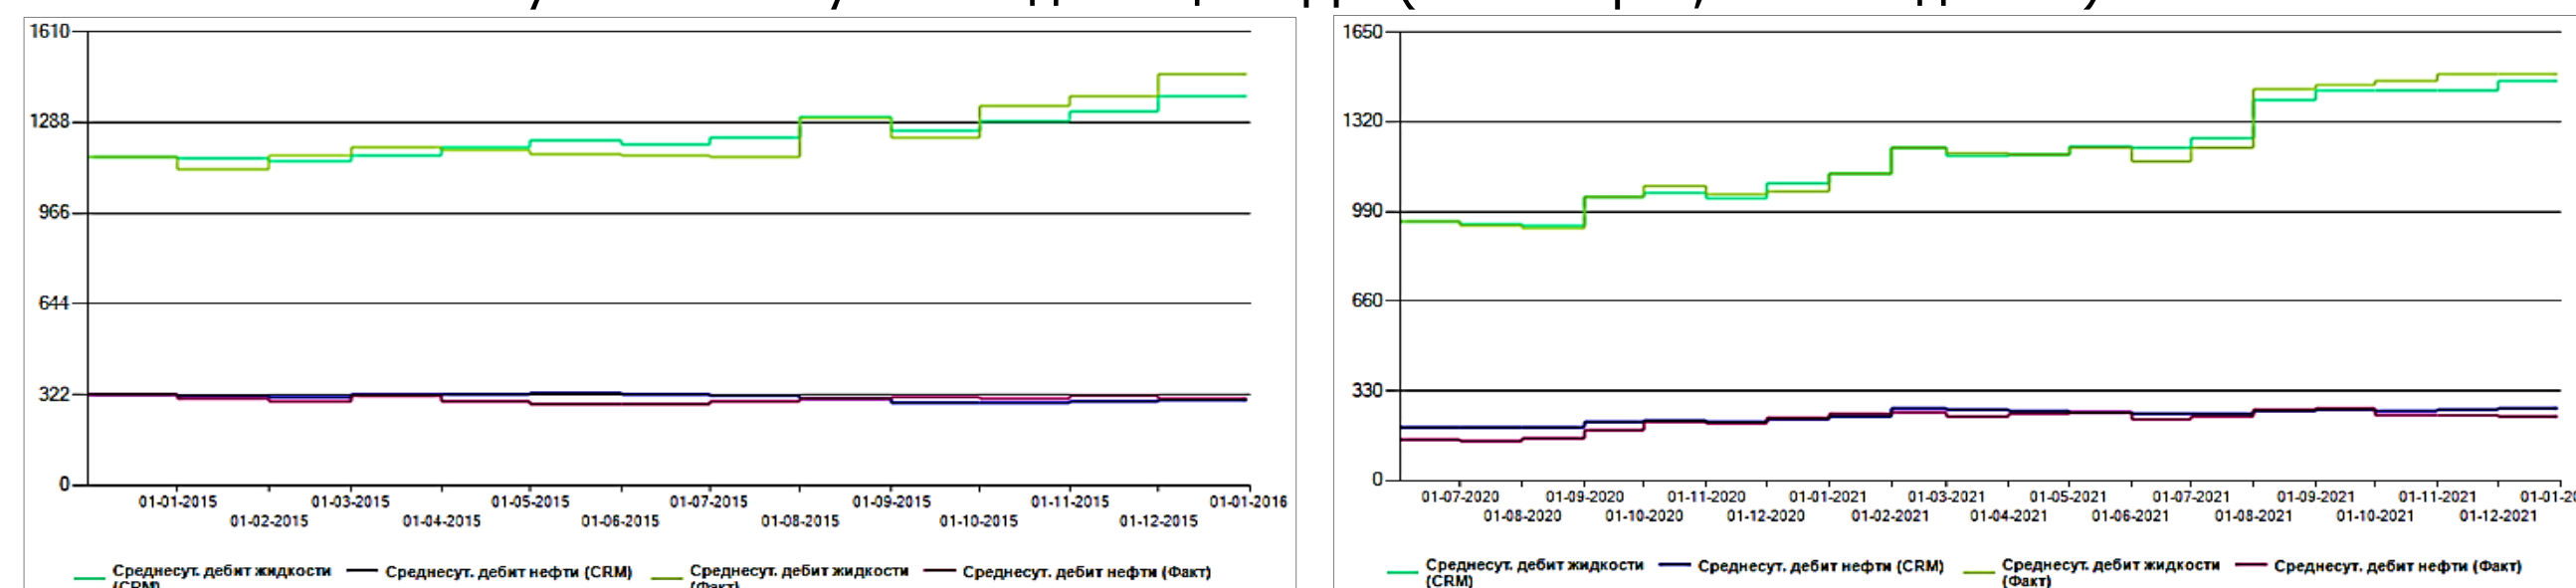 1610
1288
966
644
322
0
01-01-2015 01-03-2015 01-05-2015 01-07-2015 01-09-2015 01-11-2015 01-01-2016
01-02-2015 01-04-2015 01-06-2015 01-08-2015 01-10-2015 01-12-2015
Среднесут. дебит жидкости (CRM)
Среднесут. дебит нефти (CRM)
Среднесут. дебит жидкости (Факт)
Среднесут. дебит нефти (Факт)
1650
1320
990
660
330
0
01-07-2020 01-09-2020 01-11-2020 01-01-2021 01-03-2021 01-05-2021 01-07-2021 01-09-2021 01-11-2021 01-01-20
01-08-2020 01-10-2020 01-12-2020 01-02-2021 01-04-2021 01-06-2021 01-08-2021 01-10-2021 01-12-2021
Среднесут. дебит жидкости
(CRM)
Среднесут. дебит нефти (CRM)
Среднесут. дебит жидкости
(Факт)
Среднесут. дебит нефти (Факт)